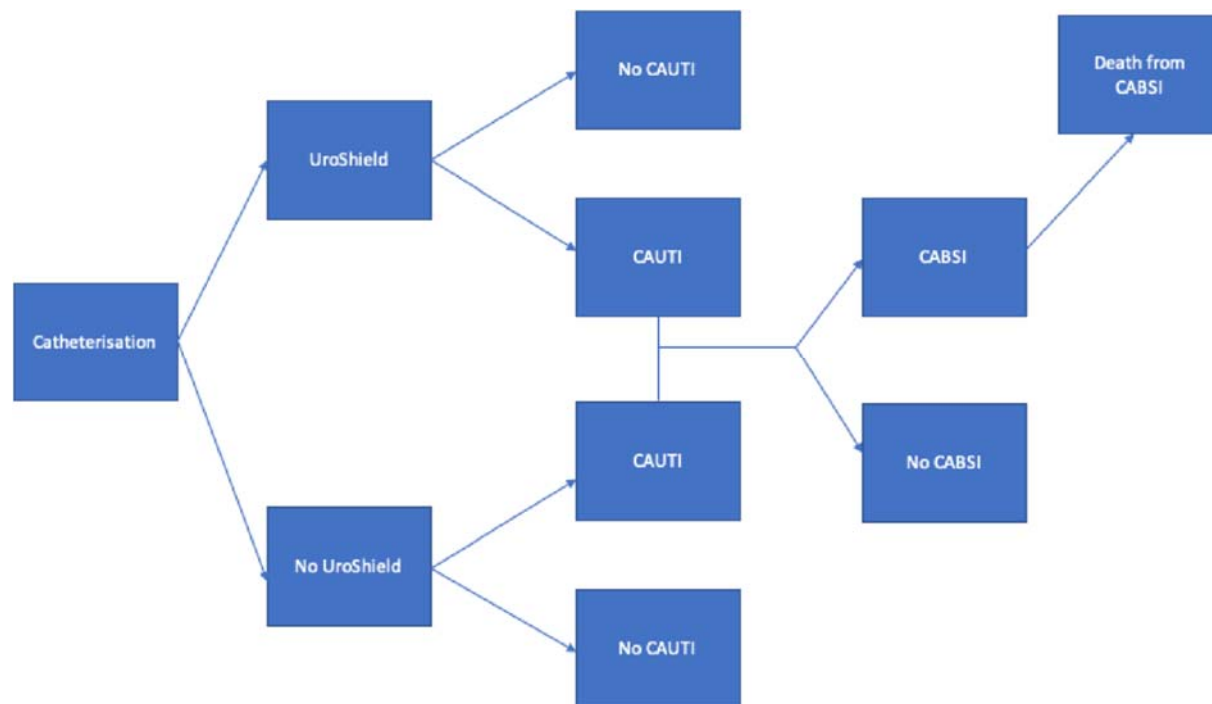 No CAUTI
Death from
CABSI
UroShield
CAUTI
CABSI
Catheterisation
CAUTI
No CABSI
No UroShield
No CAUTI